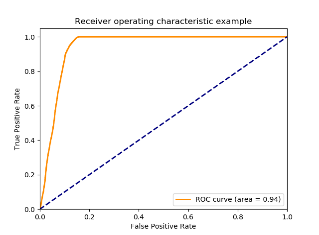 Receiver operating characteristic example
1.0
0.8
0.6
0.4
0.2
0.0
True Positive Rate
ROC curve (area = 0.94)
0.0 0.2 0.4 0.6 0.8 1.0
False Positive Rate